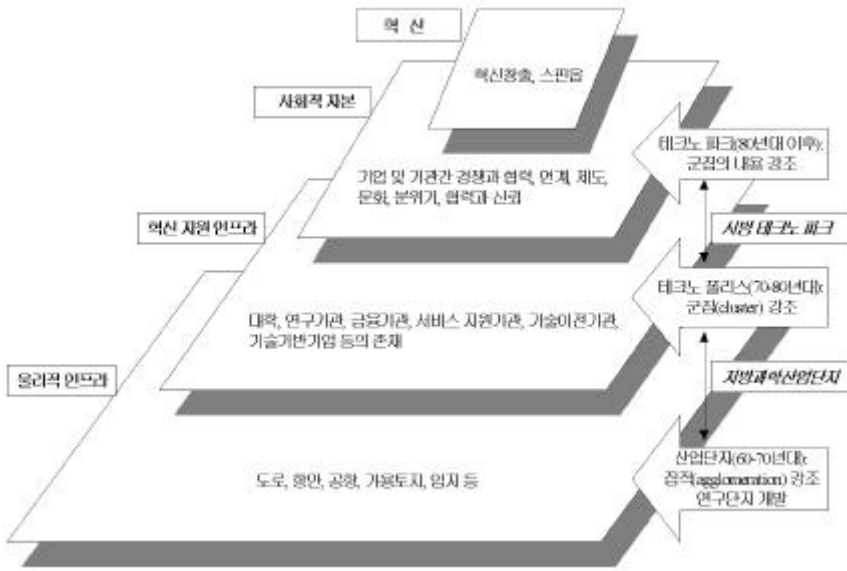 혁 신
혁신창출, 스핀옵
사회적 자본
테크노 파크(80년대 이후):
군집의 내용 강조
기업 및 기관간 경쟁과 협력, 연계, 제도,
문화, 분위기, 협력과 신뢰
혁신 지원 인프라
지방 테크노 파크
테크노 폴리스(70-80년대):
군집(cluster) 강조
대학, 연구기관, 금융기관, 서비스 지원기관, 기술이전기관,
기술기반기업 등의 존재
물리적 인프라
지방과학산업단지
산업단지(60-70년대):
집적(agglomeration) 강조
연구단지 개발
도로, 항만, 공항, 가용토지, 입지 등